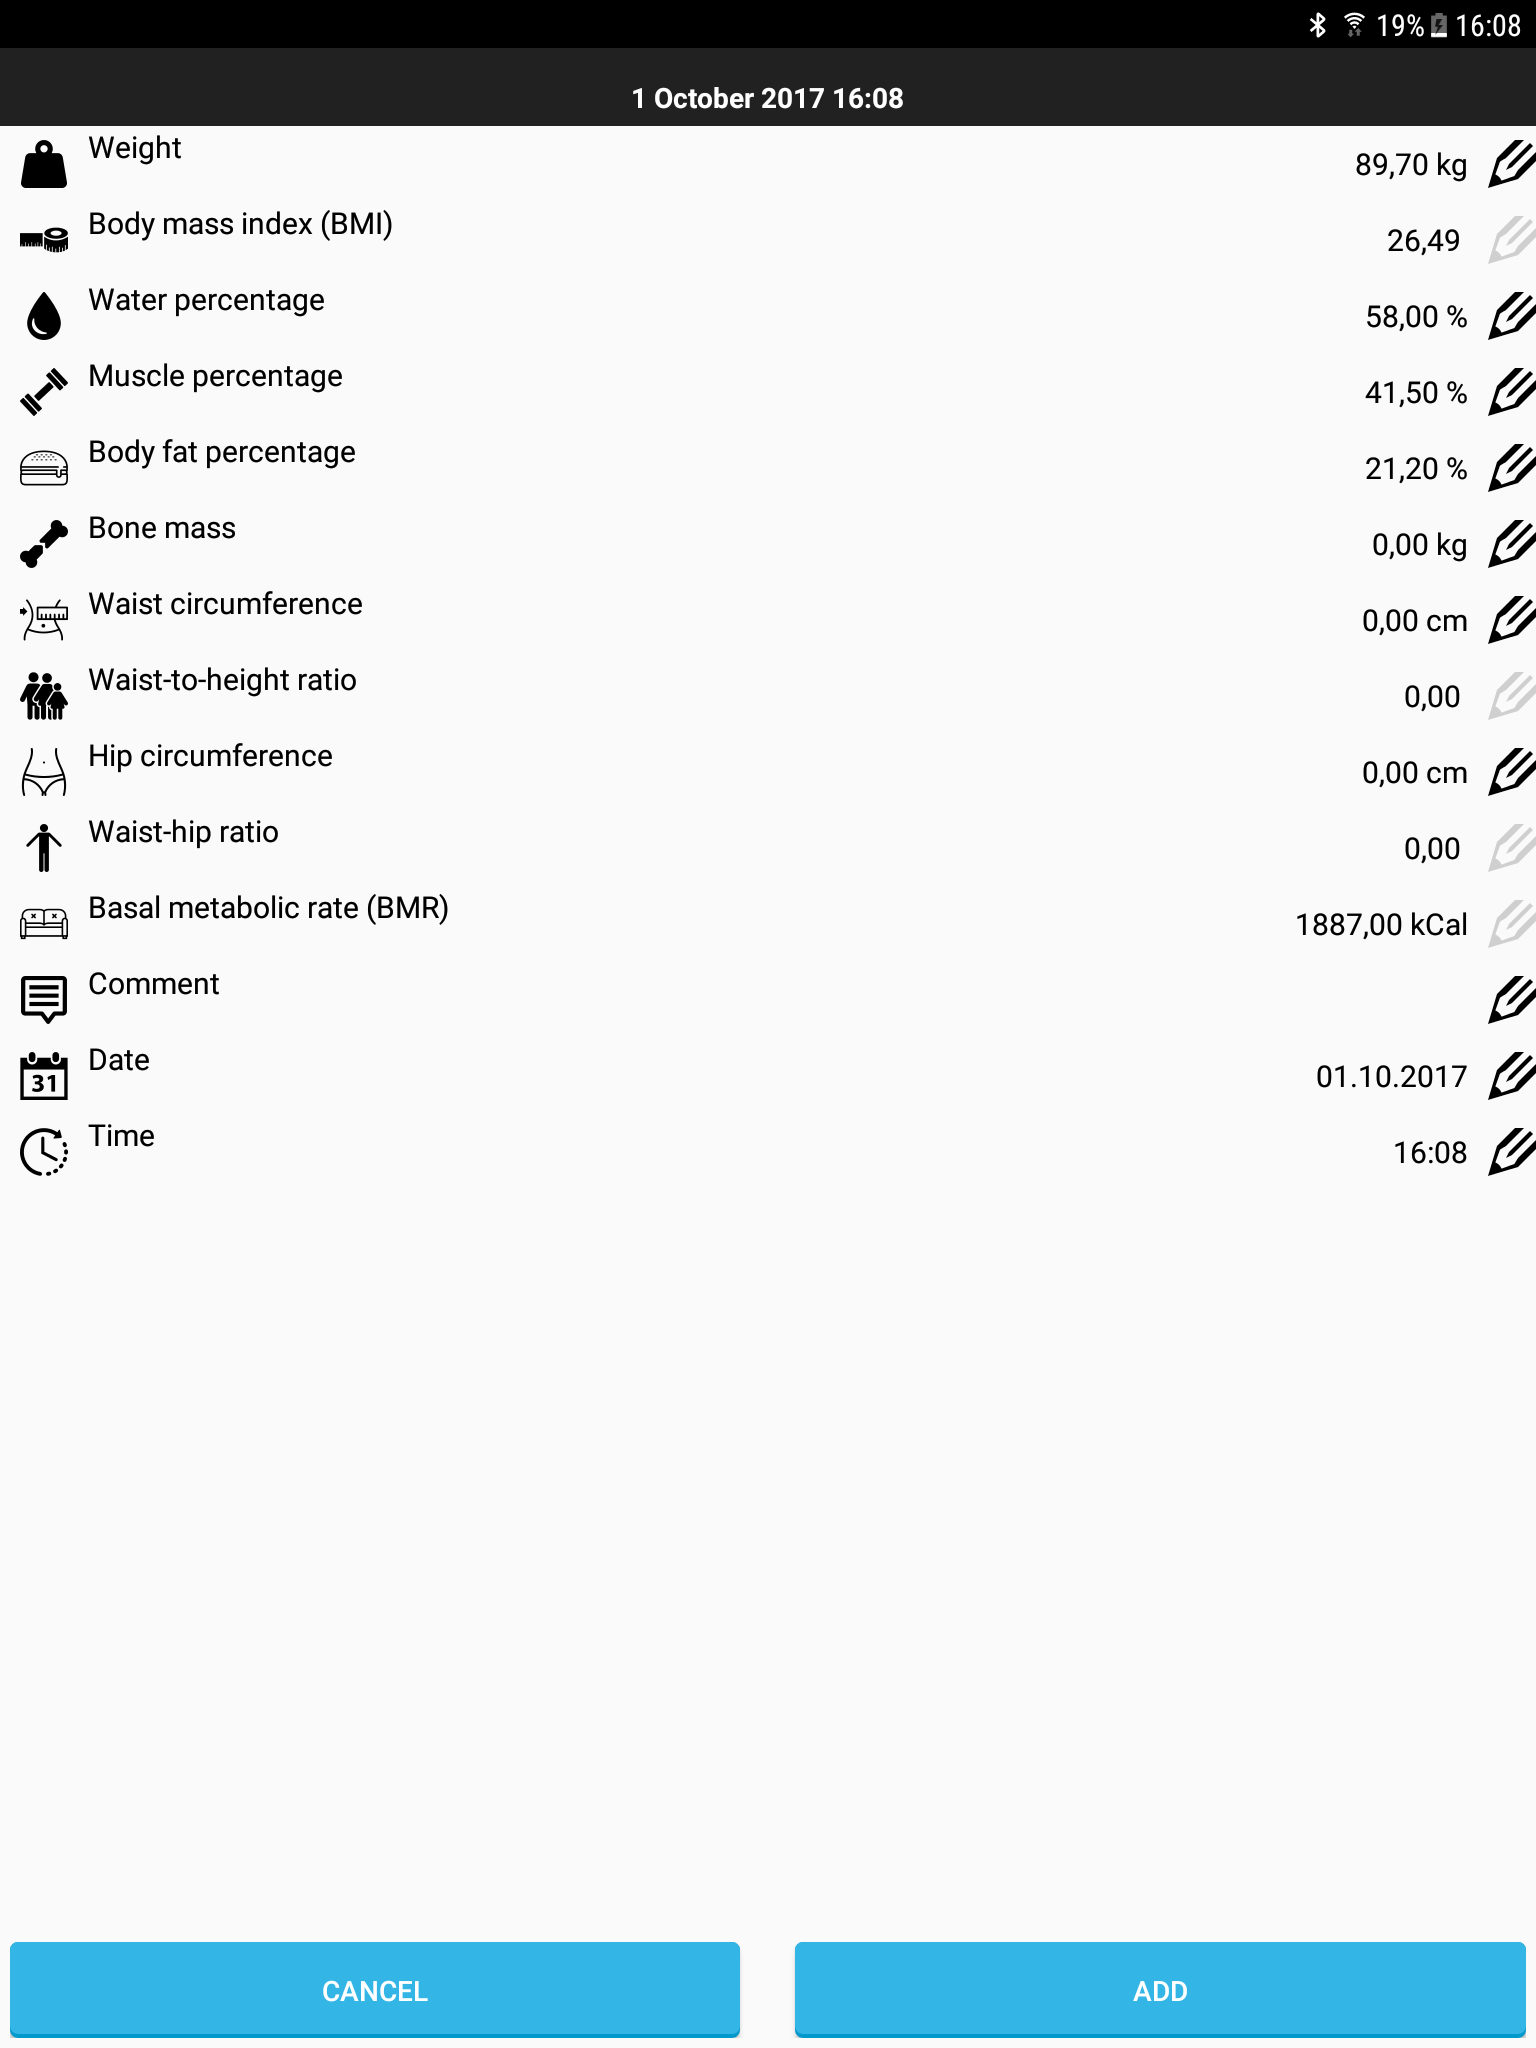 19% 16:08
1 October 2017 16:08
Weight 89,70 kg
Body mass index (BMI) 26,49
Water percentage 58,00 %
Muscle percentage 41,50 %
Body fat percentage 21,20 %
Bone mass 0,00 kg
Waist circumference 0,00 cm
Waist-to-height ratio 0,00
Hip circumference 0,00 cm
Waist-hip ratio 0,00
Basal metabolic rate (BMR) 1887,00 kCal
Comment
31 Date 01.10.2017
Time 16:08
CANCEL ADD